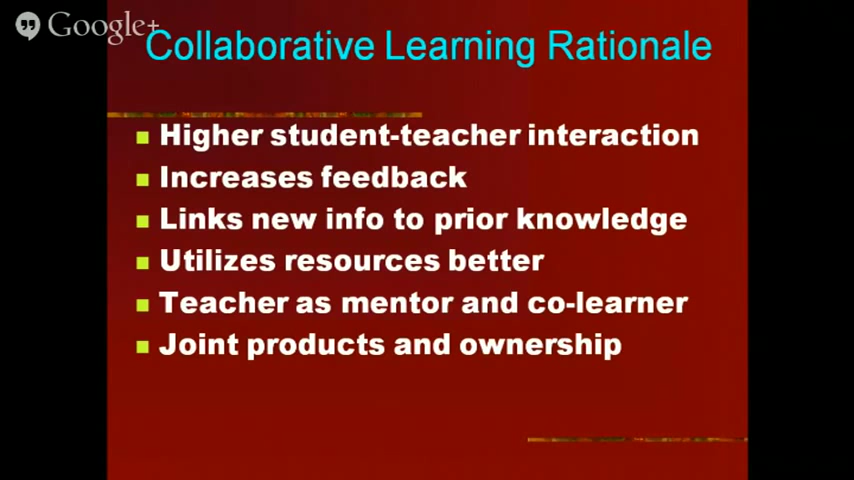 Google+
Collaborative Learning Rationale
Higher student-teacher interaction
Increases feedback
Links new info to prior knowledge
Utilizes resources better
Teacher as mentor and co-learner
Joint products and ownership